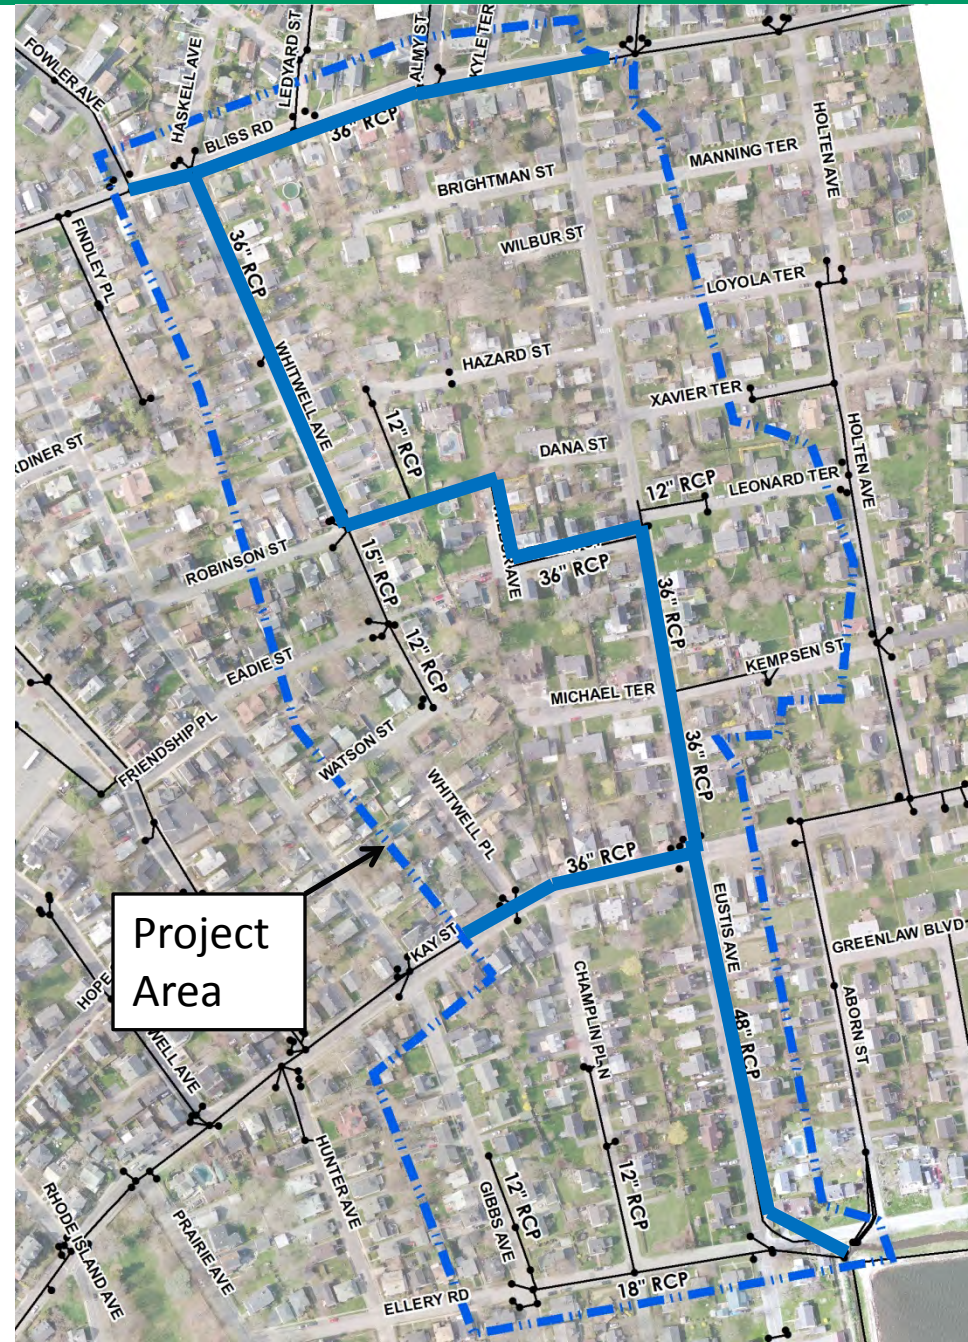 FOWLER AVE
HASKELL AVE
LEDYARD ST
ALMY ST
KYLE TER
BLISS RD
36" RCP
BRIGHTMAN ST
MANNING TER
HOLTEN AVE
WILBUR ST
FINDLEY PL
36" RCP
LOYOLA TER
WHITWELL AVE
HAZARD ST
XAVIER TER
12" RCP
DANA ST
HOLTEN AVE
RDINER ST
12" RCP
LEONARD TER
ROBINSON ST
15" RCP
36" RCP
36" RCP
12" RCP
EADIE ST
KEMPSEN ST
MICHAEL TER
FRIENDSHIP PL
WATSON ST
36" RCP
WHITWELL PL
36" RCP
Project
Area
KAY ST
EUSTIS AVE
GREENLAW BLVD
CHAMPLIN PL N
HOPE
WELL AVE
ABORN ST
48" RCP
HUNTER AVE
GIBBS AVE
12" RCP
12" RCP
RHODE ISLAND AVE
PRAIRIE AVE
ELLERY RD
18" RCP